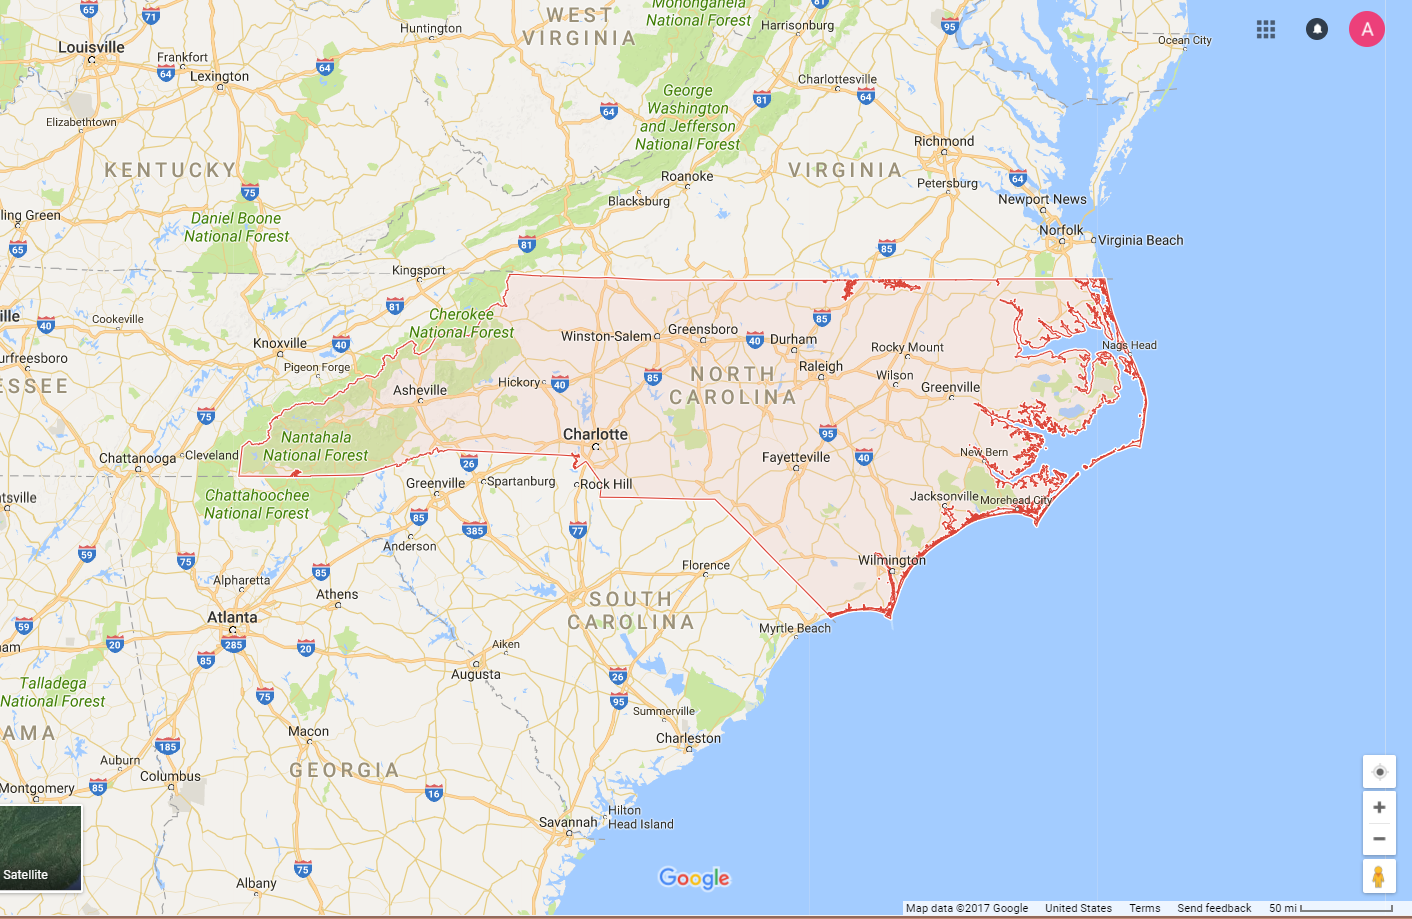 65
71
Louisville
Frankfort
64
Lexington
64
Elizabethtown
KENTUCKY
75
ling Green
65
Daniel Boone
National Forest
Huntington
WEST
VIRGINIA
Mononganela
National Forest
81
Harrisonburg
95
Ocean City
A
Charlottesville
64
81
George
Washington
and Jefferson
National Forest
64
Richmond
VIRGINIA
Petersburg
64
Roanoke
Blacksburg
Newport News
Norfolk
Virginia Beach
85
81
Kingsport
81
ille
40
Cookeville
Cherokee
National Forest
Knoxville
40
urfreesboro
Pigeon Forge
ESSEE
Winston-Salem
Greensboro
85
40
Durham
Rocky Mount
Nags Head
Raleigh
Wilson
Greenville
Hickory
40
85
NORTH
CAROLINA
Asheville
75
Nantahala
National Forest
Cleveland
Chattanooga
Charlotte
95
40
Fayetteville
New Bern
26
Rock Hill
Greenville
Spartanburg
Jacksonville
Morehead City
ntsville
Chattahoochee
National Forest
85
385
77
Anderson
59
75
Alpharetta
85
Athens
Florence
Wilmington
Atlanta
59
20
285
20
85
am
SOUTH
CAROLINA
Myrtle Beach
Aiken
Augusta
26
95
Talladega
National Forest
75
Summerville
Charleston
AMA
Macon
185
Auburn
Columbus
GEORGIA
85
Montgomery
16
Savannah
Hilton
Head Island
75
Albany
Satellite
Google
Map data ©2017 Google United States Terms Send feedback 50 mi